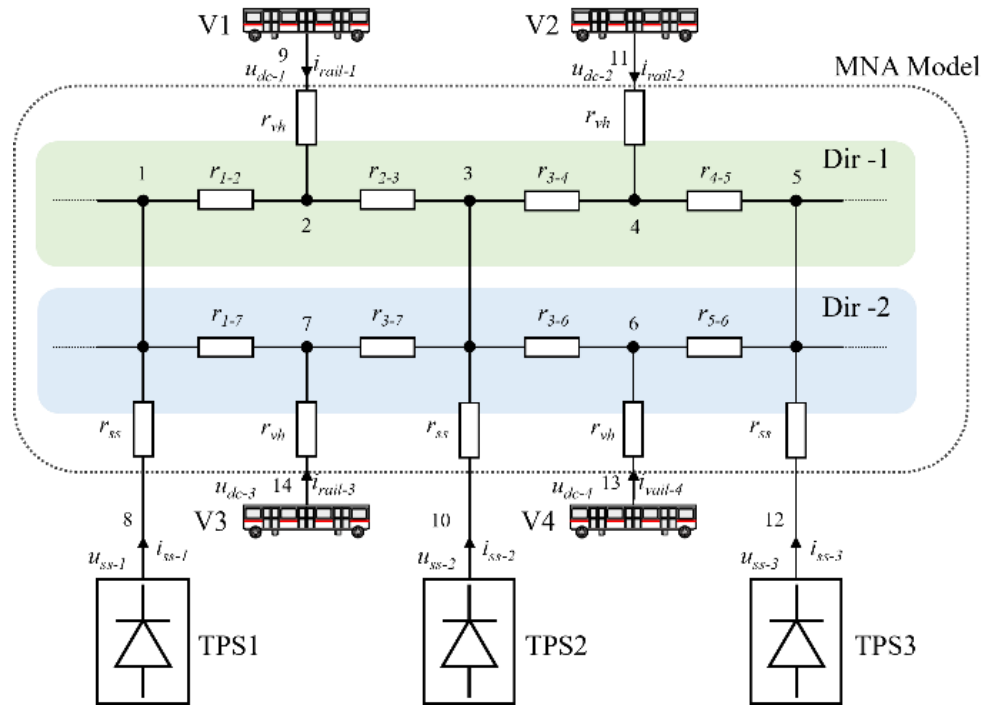 V1 V2
9 11
u_dc-1 i_rail-1 u_dc-2 i_rail-2 MNA Model
r_vh r_vh
Dir -1
1 r_1-2 r_2-3 3 r_3-4 r_4-5 5
2 4
Dir -2
r_1-7 7 r_3-7 r_3-6 6 r_5-6
r_ss r_vh r_ss r_vh r_ss
u_dc-3 14 i_rail-3 u_dc-4 13 i_vail-4
V3 V4
8 10 12
u_ss-1 i_ss-1 u_ss-2 i_ss-2 u_ss-3 i_ss-3
TPS1 TPS2 TPS3